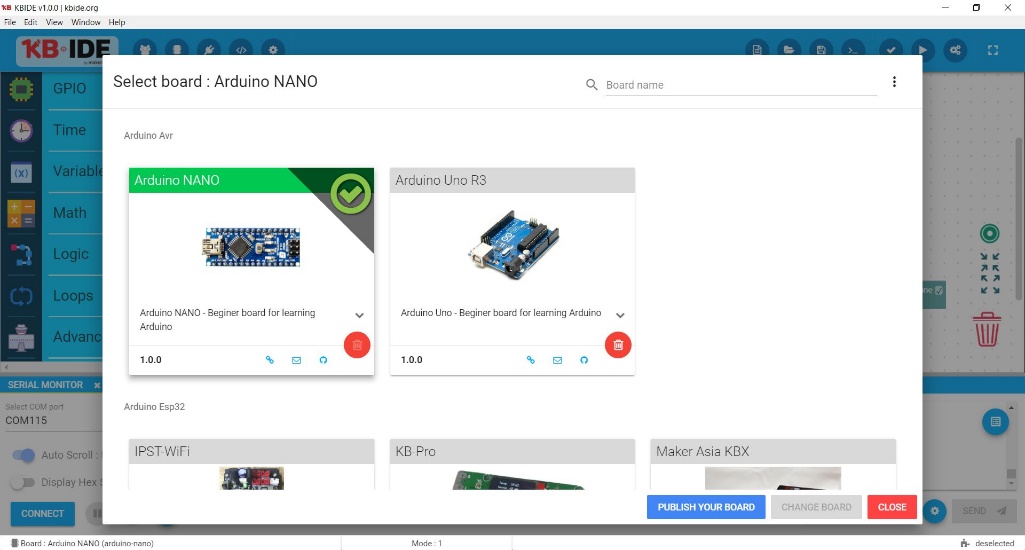 KB KBIDE v1.0.0 | kbide.org
File Edit View Window Help
KB IDE
Select board : Arduino NANO
Board name
GPIO
Time
Variable
Math
Logic
Loops
Advanc
Arduino Avr
Arduino NANO
Arduino Uno R3
Arduino NANO - Beginer board for learning
Arduino
Arduino Uno - Beginer board for learning Arduino
1.0.0
1.0.0
Arduino Esp32
IPST-WiFi
KB Pro
Maker Asia KBX
PUBLISH YOUR BOARD
CHANGE BOARD
CLOSE
SERIAL MONITOR
Select COM port
COM115
Auto Scroll :
Display Hex
CONNECT
SEND
Board : Arduino NANO (arduino-nano)
Mode : 1
deselected